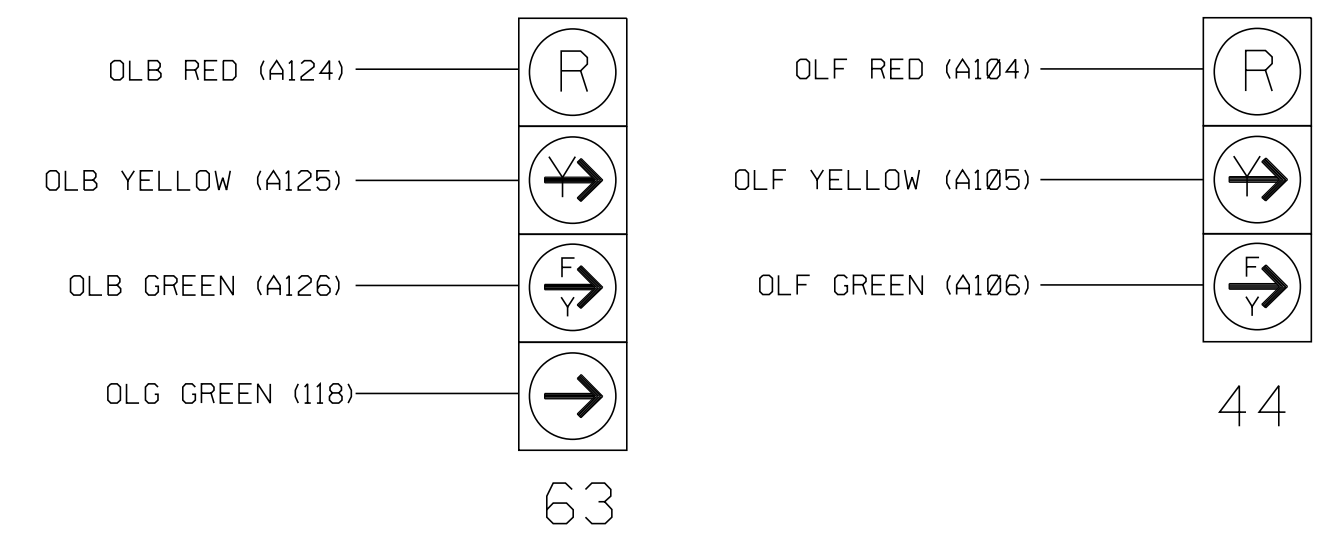 OLB RED (A124)
R
OLB YELLOW (A125)
Y
OLB GREEN (A126)
F
Y
OLG GREEN (118)
63
OLF RED (A1Ø4)
R
OLF YELLOW (A1Ø5)
Y
OLF GREEN (A1Ø6)
F
Y
44